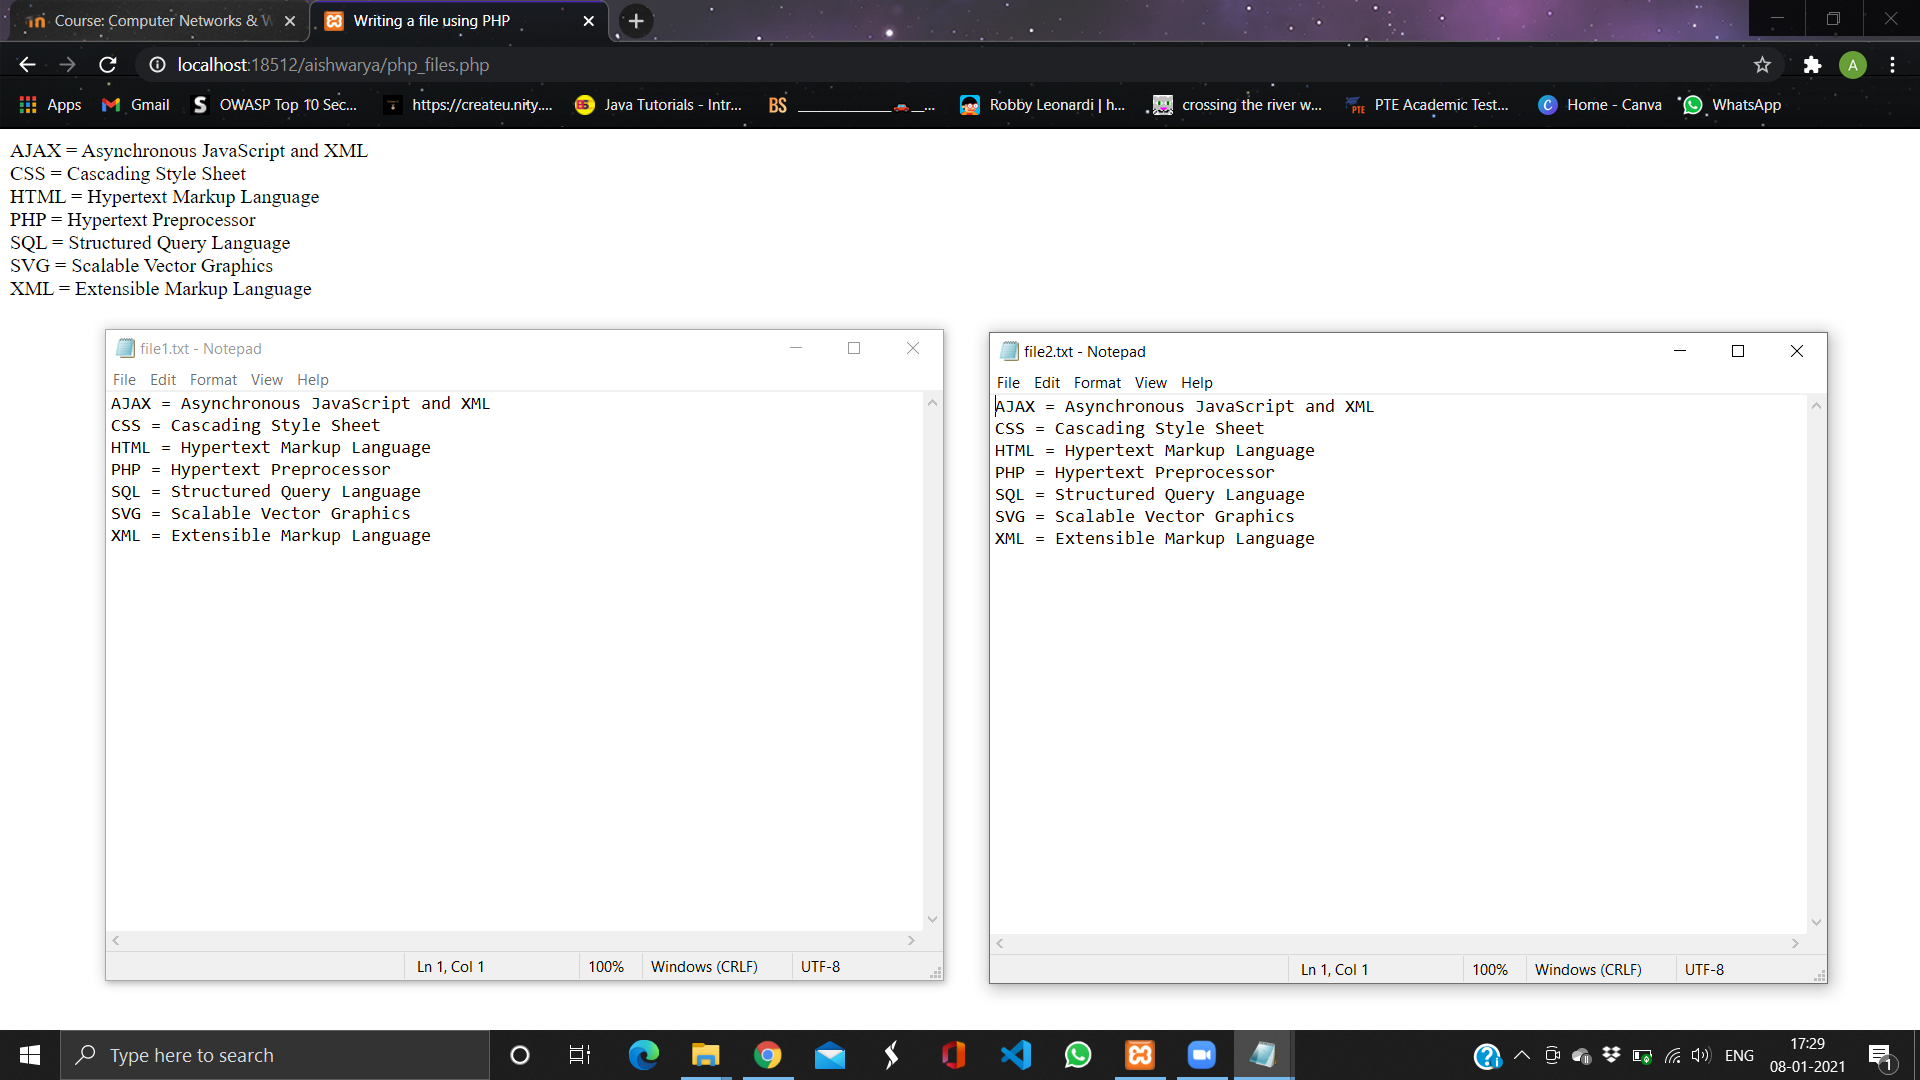 Course: Computer Networks & W
Writing a file using PHP
localhost:18512/aishwarya/php_files.php
A
Apps
Gmail
OWASP Top 10 Sec...
https://createu.nity....
Java Tutorials - Intr...
BS ____________ ...
Robby Leonardi | h...
crossing the river w...
PTE Academic Test...
Home - Canva
WhatsApp
AJAX = Asynchronous JavaScript and XML
CSS = Cascading Style Sheet
HTML = Hypertext Markup Language
PHP = Hypertext Preprocessor
SQL = Structured Query Language
SVG = Scalable Vector Graphics
XML = Extensible Markup Language
file1.txt - Notepad
File Edit Format View Help
AJAX = Asynchronous JavaScript and XML
CSS = Cascading Style Sheet
HTML = Hypertext Markup Language
PHP = Hypertext Preprocessor
SQL = Structured Query Language
SVG = Scalable Vector Graphics
XML = Extensible Markup Language
Ln 1, Col 1 100% Windows (CRLF) UTF-8
file2.txt - Notepad
File Edit Format View Help
AJAX = Asynchronous JavaScript and XML
CSS = Cascading Style Sheet
HTML = Hypertext Markup Language
PHP = Hypertext Preprocessor
SQL = Structured Query Language
SVG = Scalable Vector Graphics
XML = Extensible Markup Language
Ln 1, Col 1 100% Windows (CRLF) UTF-8
Type here to search
ENG
17:29
08-01-2021
1